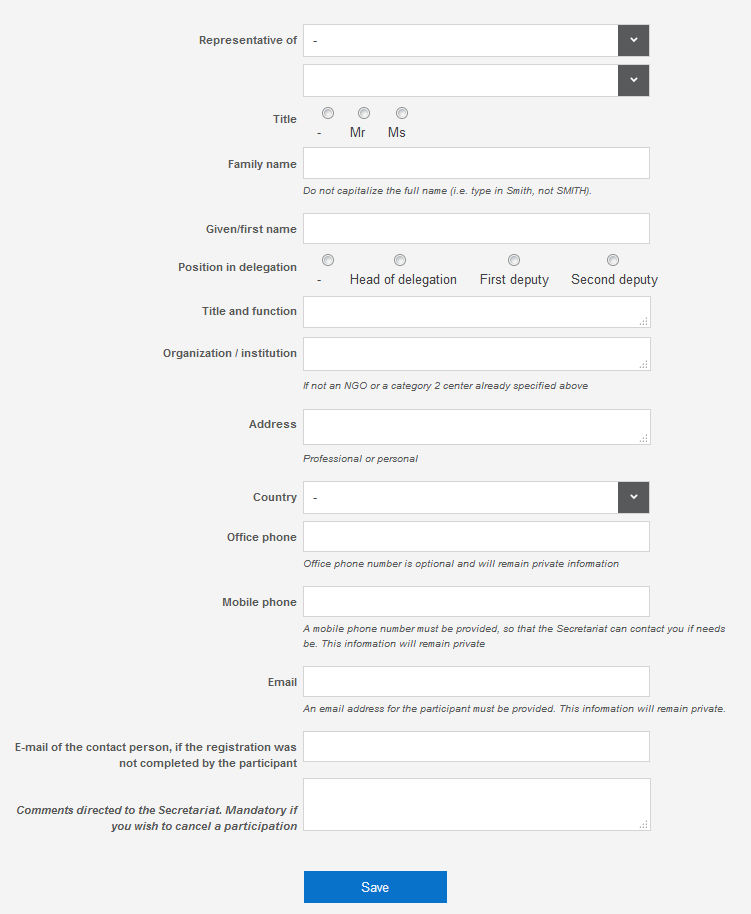 Representative of
-
Title
- Mr Ms
Family name
Do not capitalize the full name (i.e. type in Smith, not SMITH).
Given/first name
Position in delegation
- Head of delegation First deputy Second deputy
Title and function
Organization / institution
If not an NGO or a category 2 center already specified above
Address
Professional or personal
Country
-
Office phone
Office phone number is optional and will remain private information
Mobile phone
A mobile phone number must be provided, so that the Secretariat can contact you if needs
be. This information will remain private
Email
An email address for the participant must be provided. This information will remain private.
E-mail of the contact person, if the registration was
not completed by the participant
Comments directed to the Secretariat. Mandatory if
you wish to cancel a participation
Save